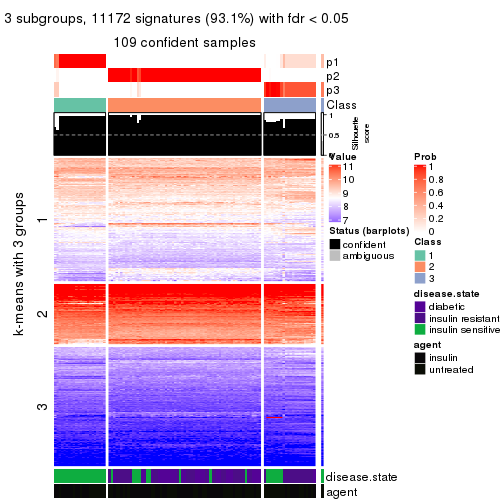 3 subgroups, 11172 signatures (93.1%) with fdr < 0.05
109 confident samples
p1
p2
p3
Class
1
0.5
0
Silhouette
score
k-means with 3 groups
1
2
3
Value
11
10
9
8
7
Status (barplots)
confident
ambiguous
Prob
1
0.8
0.6
0.4
0.2
0
Class
1
2
3
disease.state
diabetic
insulin resistant
insulin sensitive
agent
insulin
untreated
disease.state
agent